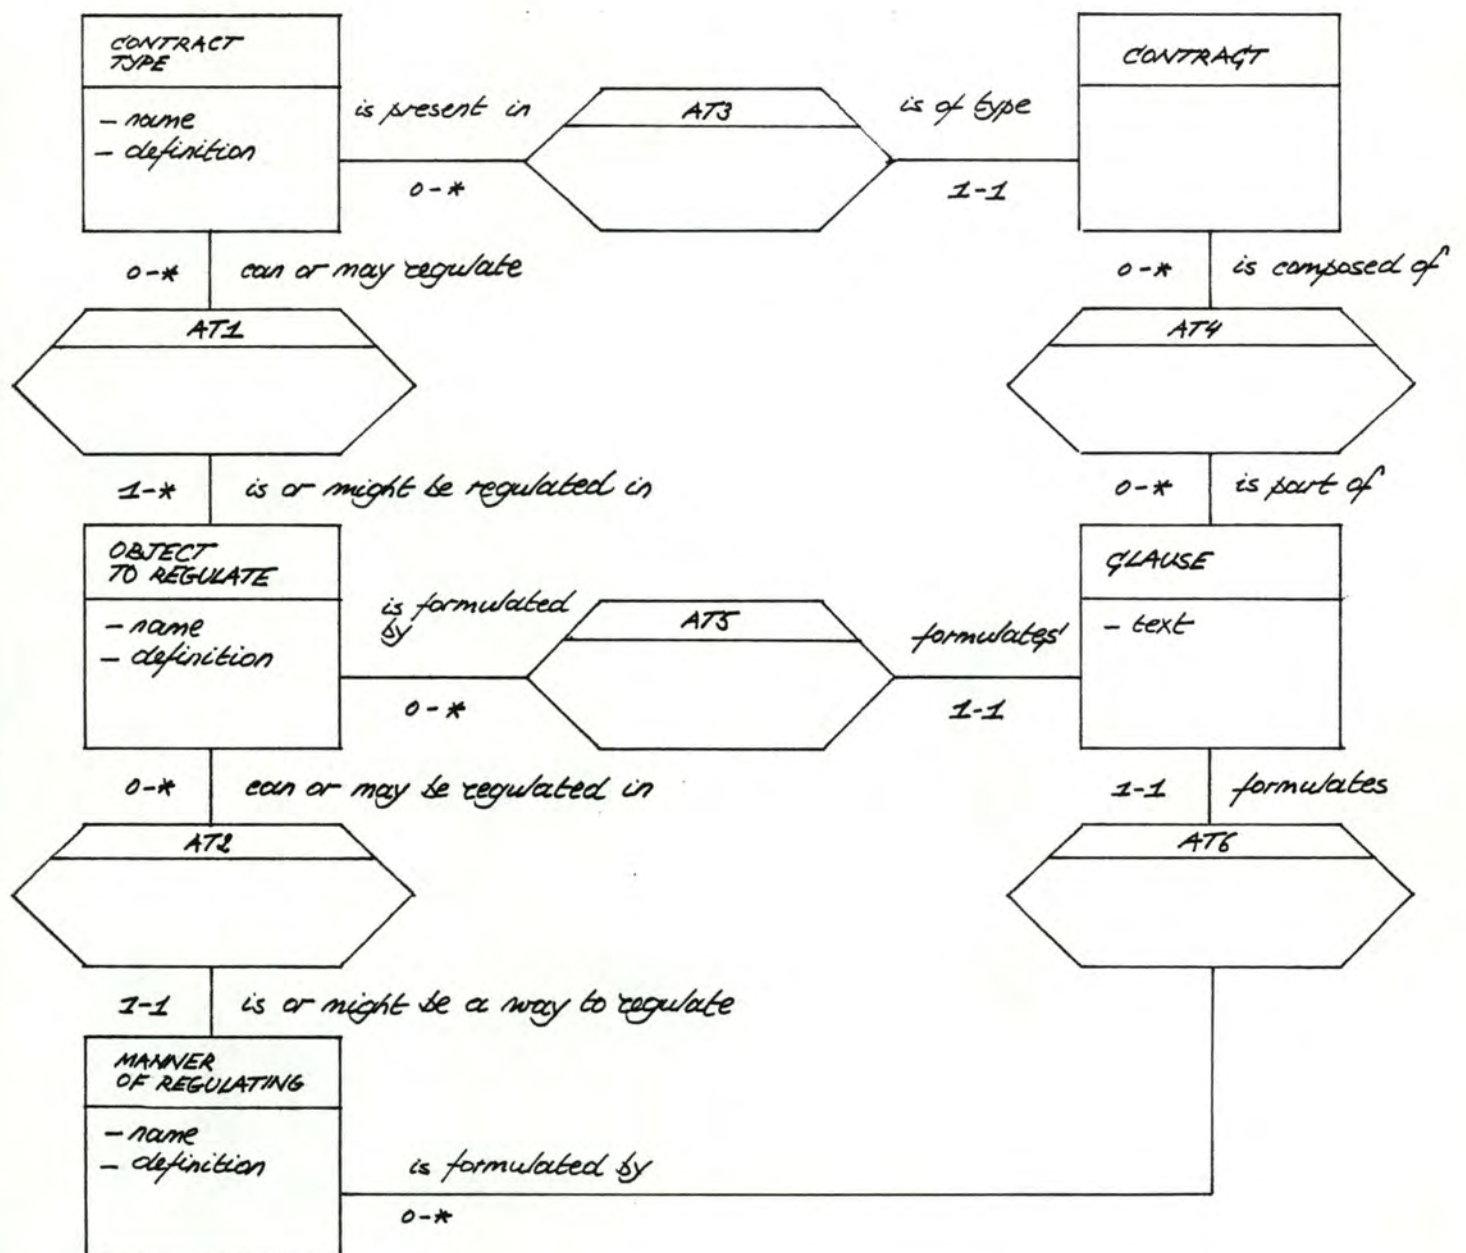 CONTRACT
TYPE
- name
- definition
is present in
0-*
AT3
is of type
1-1
CONTRACT
0-* can or may regulate
AT1
0-* is composed of
AT4
1-* is or might be regulated in
0-* is part of
OBJECT
TO REGULATE
- name
- definition
is formulated
by
0-*
AT5
formulates
1-1
CLAUSE
- text
0-* can or may be regulated in
AT2
1-1 formulates
AT6
1-1 is or might be a way to regulate
MANNER
OF REGULATING
- name
- definition
is formulated by
0-*